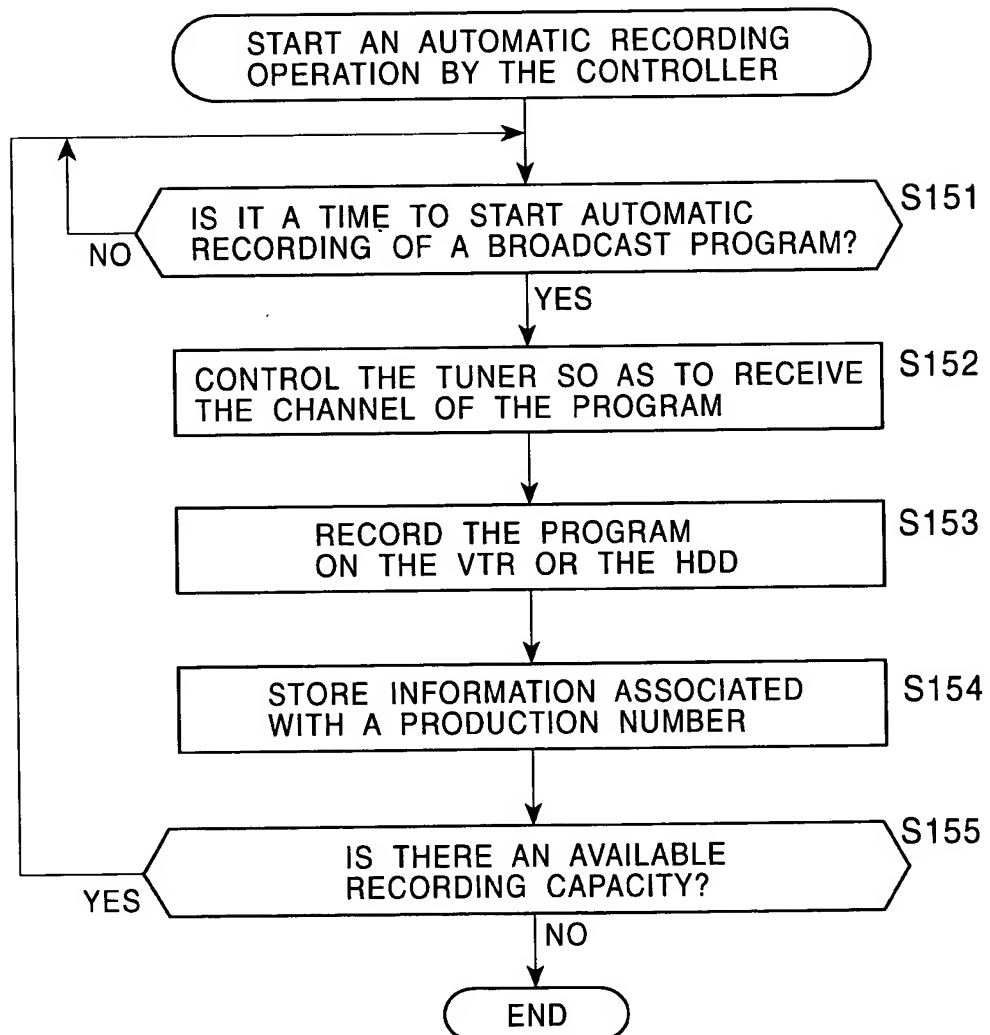 START AN AUTOMATIC RECORDING
OPERATION BY THE CONTROLLER
S151
IS IT A TIME TO START AUTOMATIC
RECORDING OF A BROADCAST PROGRAM?
NO
YES
S152
CONTROL THE TUNER SO AS TO RECEIVE
THE CHANNEL OF THE PROGRAM
S153
RECORD THE PROGRAM
ON THE VTR OR THE HDD
S154
STORE INFORMATION ASSOCIATED
WITH A PRODUCTION NUMBER
S155
IS THERE AN AVAILABLE
RECORDING CAPACITY?
YES
NO
END